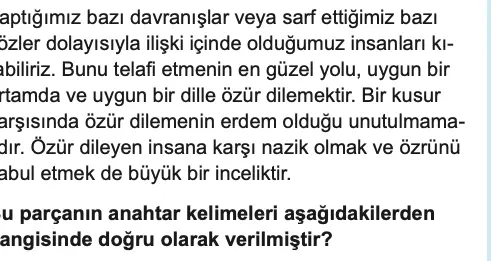 aptığımız bazı davranışlar veya sarf ettiğimiz bazı
özler dolayısıyla ilişki içinde olduğumuz insanları kı-
abiliriz. Bunu telafi etmenin en güzel yolu, uygun bir
rtamda ve uygun bir dille özür dilemektir. Bir kusur
arşısında özür dilemenin erdem olduğu unutulmama-
dır. Özür dileyen insana karşı nazik olmak ve özrünü
abul etmek de büyük bir inceliktir.
u parçanın anahtar kelimeleri aşağıdakilerden
angisinde doğru olarak verilmiştir?